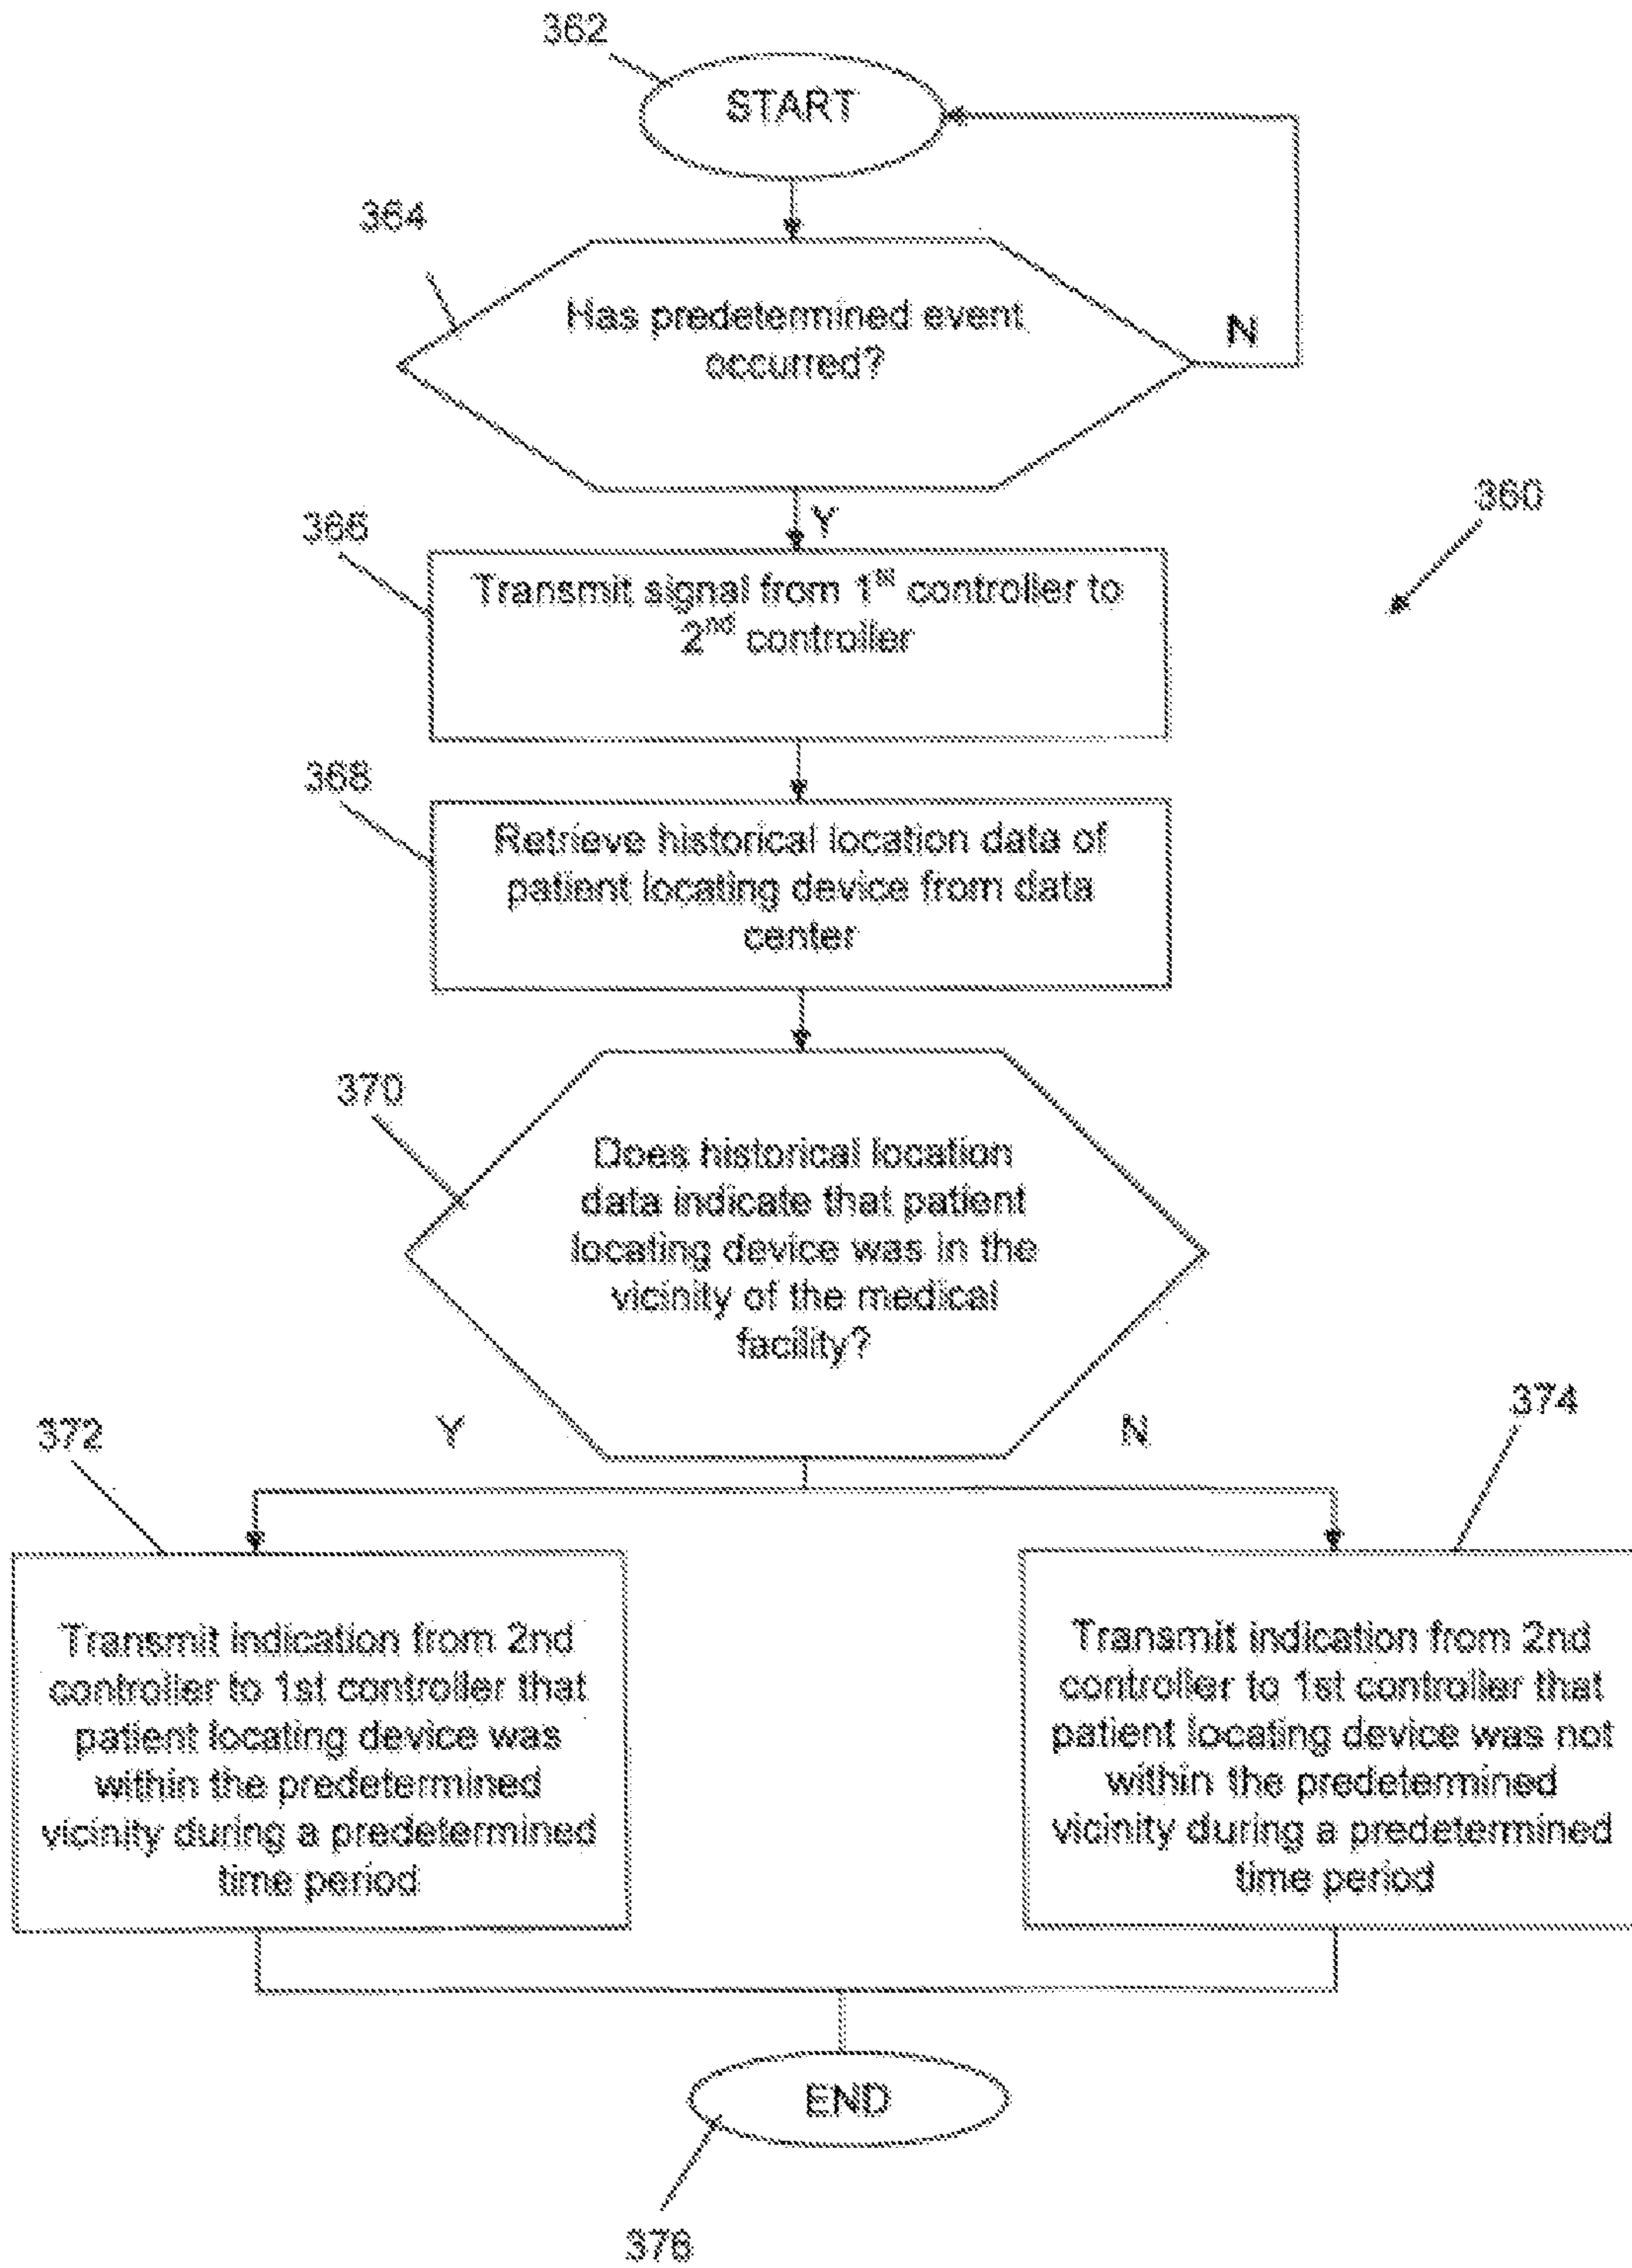 362
START
364
Has predetermined event
occurred?
N
Y
360
366
Transmit signal from 1st controller to
2nd controller
368
Retrieve historical location data of
patient locating device from data
center
370
Does historical location
data indicate that patient
locating device was in the
vicinity of the medical
facility?
Y
N
372
374
Transmit indication from 2nd
controller to 1st controller that
patient locating device was
within the predetermined
vicinity during a predetermined
time period
Transmit indication from 2nd
controller to 1st controller that
patient locating device was not
within the predetermined
vicinity during a predetermined
time period
END
376